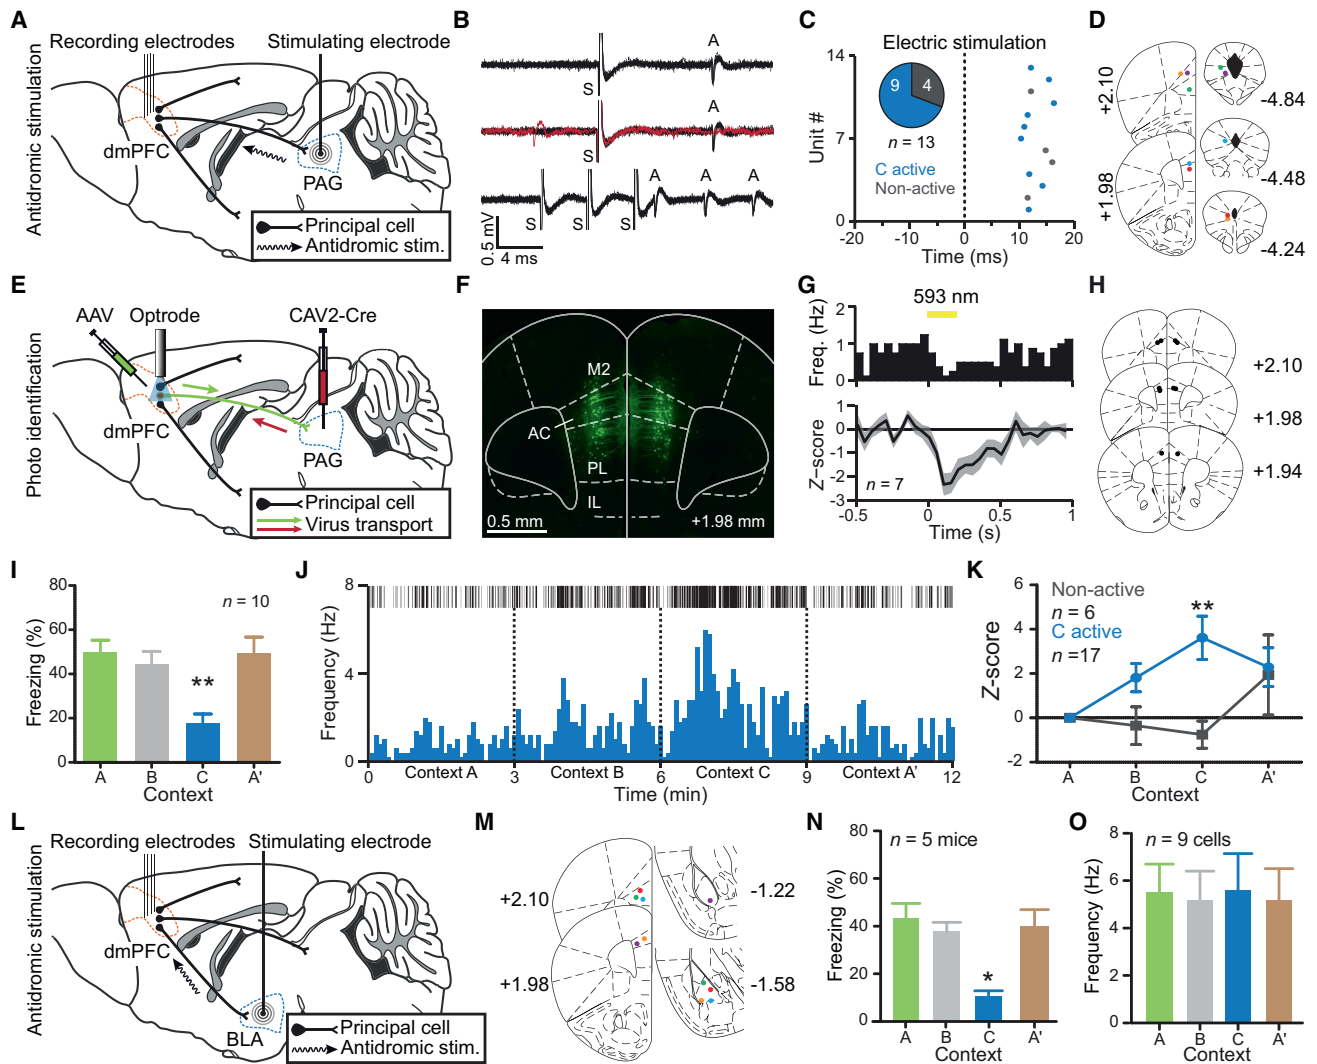 A
Antidromic stimulation
Recording electrodes
Stimulating electrode
dmPFC
PAG
Principal cell
Antidromic stim.
B
A
S
A
S
A A A
S S S
0.5 mV
4 ms
C
Electric stimulation
14
7
0
Unit #
9 4
n = 13
C active
Non-active
-20 -10 0 10 20
Time (ms)
D
+2.10
+1.98
-4.84
-4.48
-4.24
E
Photo identification
AAV
Optrode
CAV2-Cre
dmPFC
PAG
Principal cell
Virus transport
F
M2
AC
PL
IL
0.5 mm
+1.98 mm
G
593 nm
Freq. (Hz)
2
1
0
Z-score
1
0
-1
-2
-3
n = 7
-0.5 0 0.5 1
Time (s)
H
+2.10
+1.98
+1.94
I
Freezing (%)
80
60
40
20
0
n = 10
**
A B C A'
Context
J
Frequency (Hz)
8
4
0
Context A Context B Context C Context A'
0 3 6 9 12
Time (min)
K
Non-active
n = 6
C active
n =17
**
Z-score
6
4
2
0
-2
A B C A'
Context
L
Antidromic stimulation
Recording electrodes
Stimulating electrode
dmPFC
BLA
Principal cell
Antidromic stim.
M
+2.10
+1.98
-1.22
-1.58
N
Freezing (%)
80
60
40
20
0
n = 5 mice
*
A B C A'
Context
O
Frequency (Hz)
8
6
4
2
0
n = 9 cells
A B C A'
Context